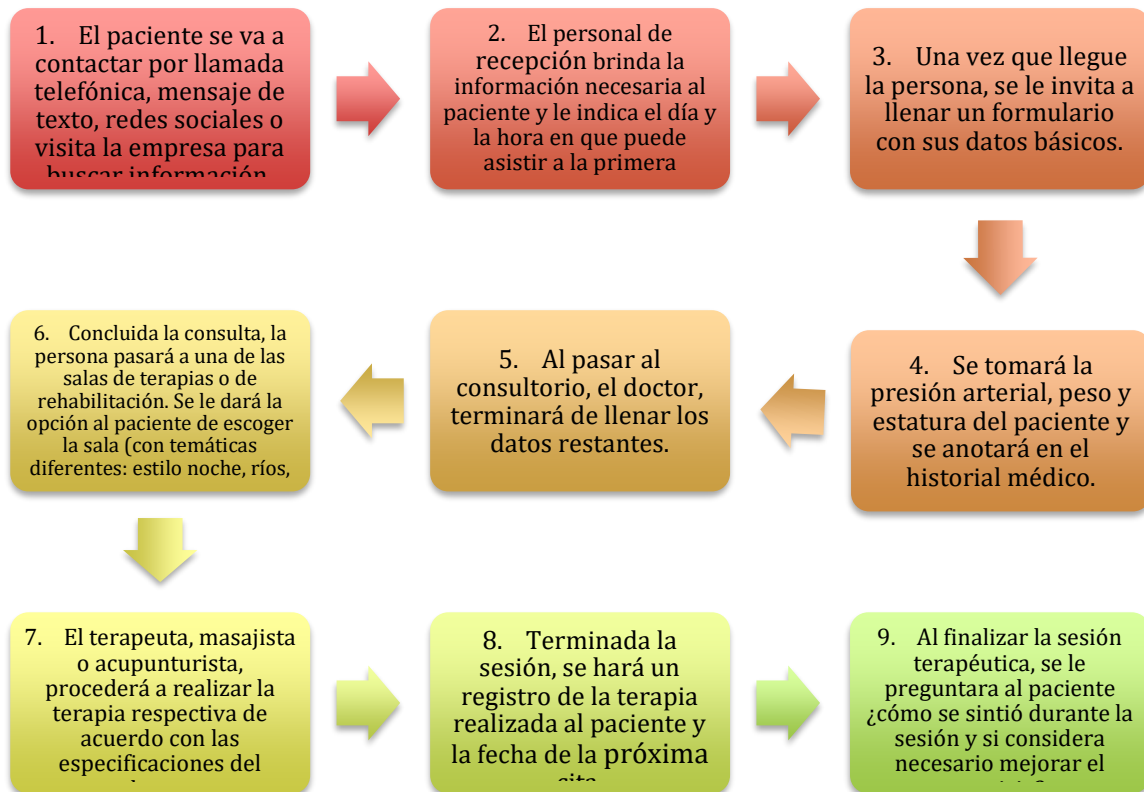 1. El paciente se va a
contactar por llamada
telefónica, mensaje de
texto, redes sociales o
visita la empresa para
buscar información
2. El personal de
recepción brinda la
información necesaria al
paciente y le indica el día y
la hora en que puede
asistir a la primera
3. Una vez que llegue
la persona, se le invita a
llenar un formulario
con sus datos básicos.
4. Se tomará la
presión arterial, peso y
estatura del paciente y
se anotará en el
historial médico.
5. Al pasar al
consultorio, el doctor,
terminará de llenar los
datos restantes.
6. Concluida la consulta, la
persona pasará a una de las
salas de terapias o de
rehabilitación. Se le dará la
opción al paciente de escoger
la sala (con temáticas
diferentes: estilo noche, ríos,
7. El terapeuta, masajista
o acupunturista,
procederá a realizar la
terapia respectiva de
acuerdo con las
especificaciones del
8. Terminada la
sesión, se hará un
registro de la terapia
realizada al paciente y
la fecha de la próxima
cita
9. Al finalizar la sesión
terapéutica, se le
preguntara al paciente
¿cómo se sintió durante la
sesión y si considera
necesario mejorar el